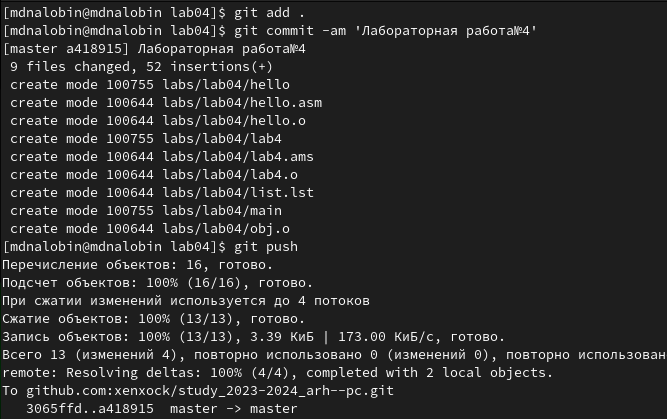 [mdnalobin@mdnalobin lab04]$ git add .
[mdnalobin@mdnalobin lab04]$ git commit -am 'Лабораторная работа№4'
[master a418915] Лабораторная работа№4
 9 files changed, 52 insertions(+)
 create mode 100755 labs/lab04/hello
 create mode 100644 labs/lab04/hello.asm
 create mode 100644 labs/lab04/hello.o
 create mode 100755 labs/lab04/lab4
 create mode 100644 labs/lab04/lab4.ams
 create mode 100644 labs/lab04/lab4.o
 create mode 100644 labs/lab04/list.lst
 create mode 100755 labs/lab04/main
 create mode 100644 labs/lab04/obj.o
[mdnalobin@mdnalobin lab04]$ git push
Перечисление объектов: 16, готово.
Подсчет объектов: 100% (16/16), готово.
При сжатии изменений используется до 4 потоков
Сжатие объектов: 100% (13/13), готово.
Запись объектов: 100% (13/13), 3.39 КиБ | 173.00 КиБ/с, готово.
Всего 13 (изменений 4), повторно использовано 0 (изменений 0), повторно использован
remote: Resolving deltas: 100% (4/4), completed with 2 local objects.
To github.com:xenxock/study_2023-2024_arh--pc.git
   3065ffd..a418915  master -> master